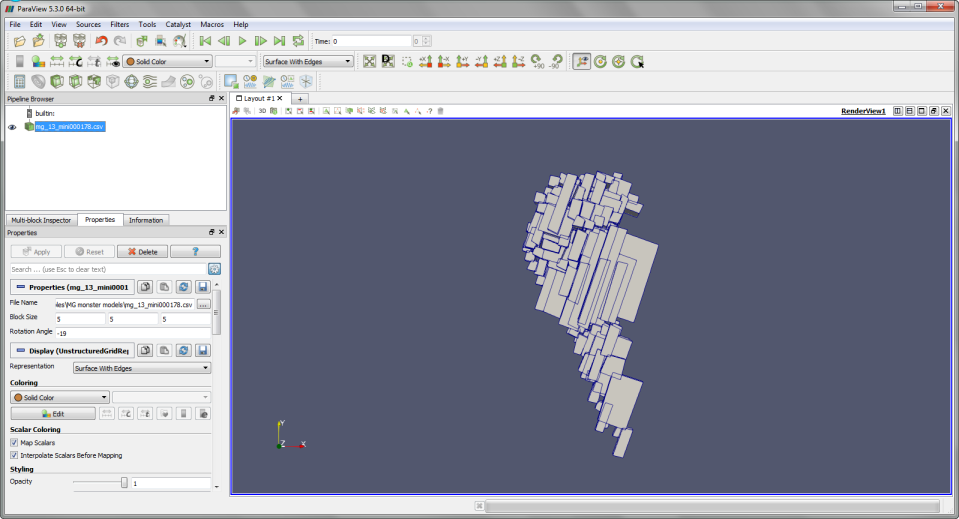 ParaView 5.3.0 64-bit
File Edit View Sources Filters Tools Catalyst Macros Help
Time: 0 0
Solid Color Surface With Edges +90 -90
Pipeline Browser
Layout #1 +
3D -?
RenderView1
builtin:
mg_13_mini000178.csv
Multi-block Inspector Properties Information
Properties
Apply Reset Delete ?
Search ... (use Esc to clear text)
Properties (mg_13_mini0001
File Name les\MG monster models\mg_13_mini000178.csv ...
Block Size 5 5 5
Rotation Angle -19
Display (UnstructuredGridRe
Representation Surface With Edges
Coloring
Solid Color
Edit
Scalar Coloring
Map Scalars
Interpolate Scalars Before Mapping
Styling
Opacity 1
Y
Z X